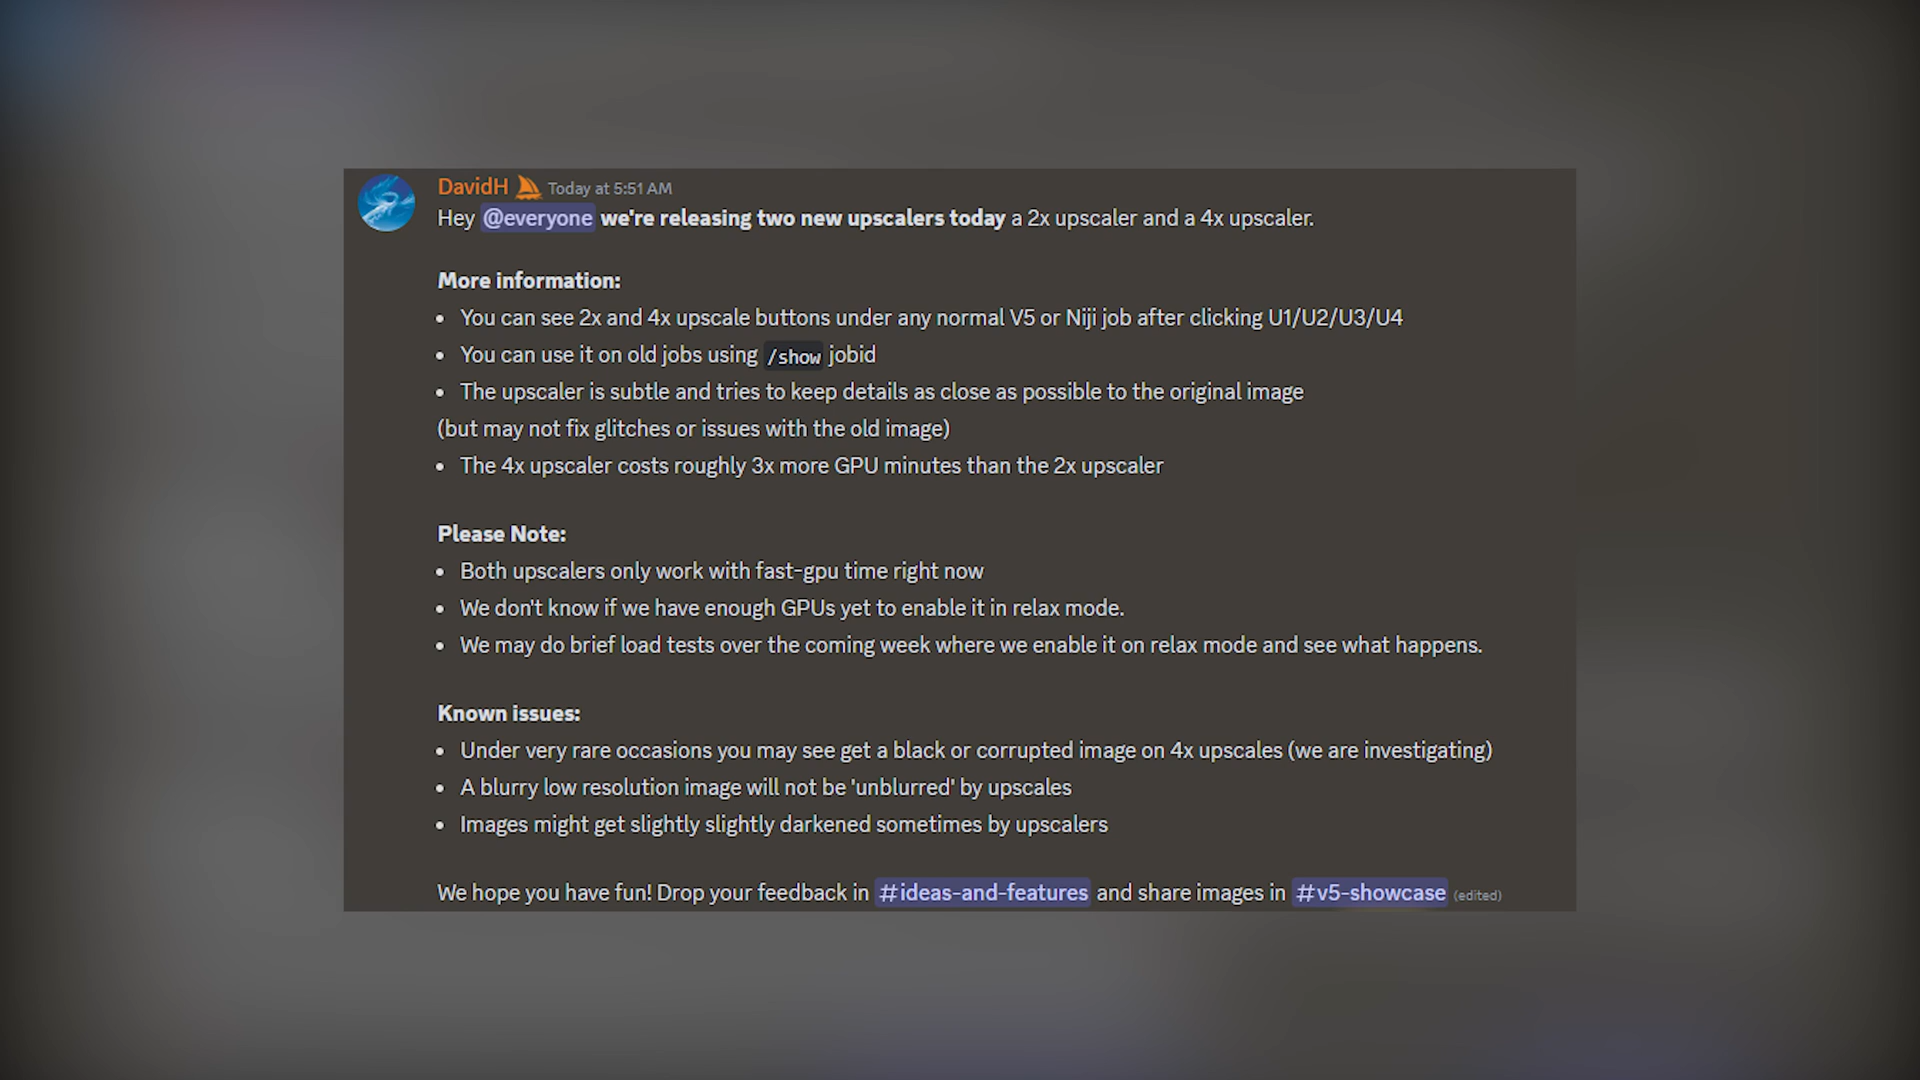 DavidH Today at 5:51 AM
Hey @everyone we're releasing two new upscalers today a 2x upscaler and a 4x upscaler.
More information:
• You can see 2x and 4x upscale buttons under any normal V5 or Niji job after clicking U1/U2/U3/U4
• You can use it on old jobs using /show jobid
• The upscaler is subtle and tries to keep details as close as possible to the original image
(but may not fix glitches or issues with the old image)
• The 4x upscaler costs roughly 3x more GPU minutes than the 2x upscaler
Please Note:
• Both upscalers only work with fast-gpu time right now
• We don't know if we have enough GPUs yet to enable it in relax mode.
• We may do brief load tests over the coming week where we enable it on relax mode and see what happens.
Known issues:
• Under very rare occasions you may see get a black or corrupted image on 4x upscales (we are investigating)
• A blurry low resolution image will not be 'unblurred' by upscales
• Images might get slightly slightly darkened sometimes by upscalers
We hope you have fun! Drop your feedback in #ideas-and-features and share images in #v5-showcase (edited)